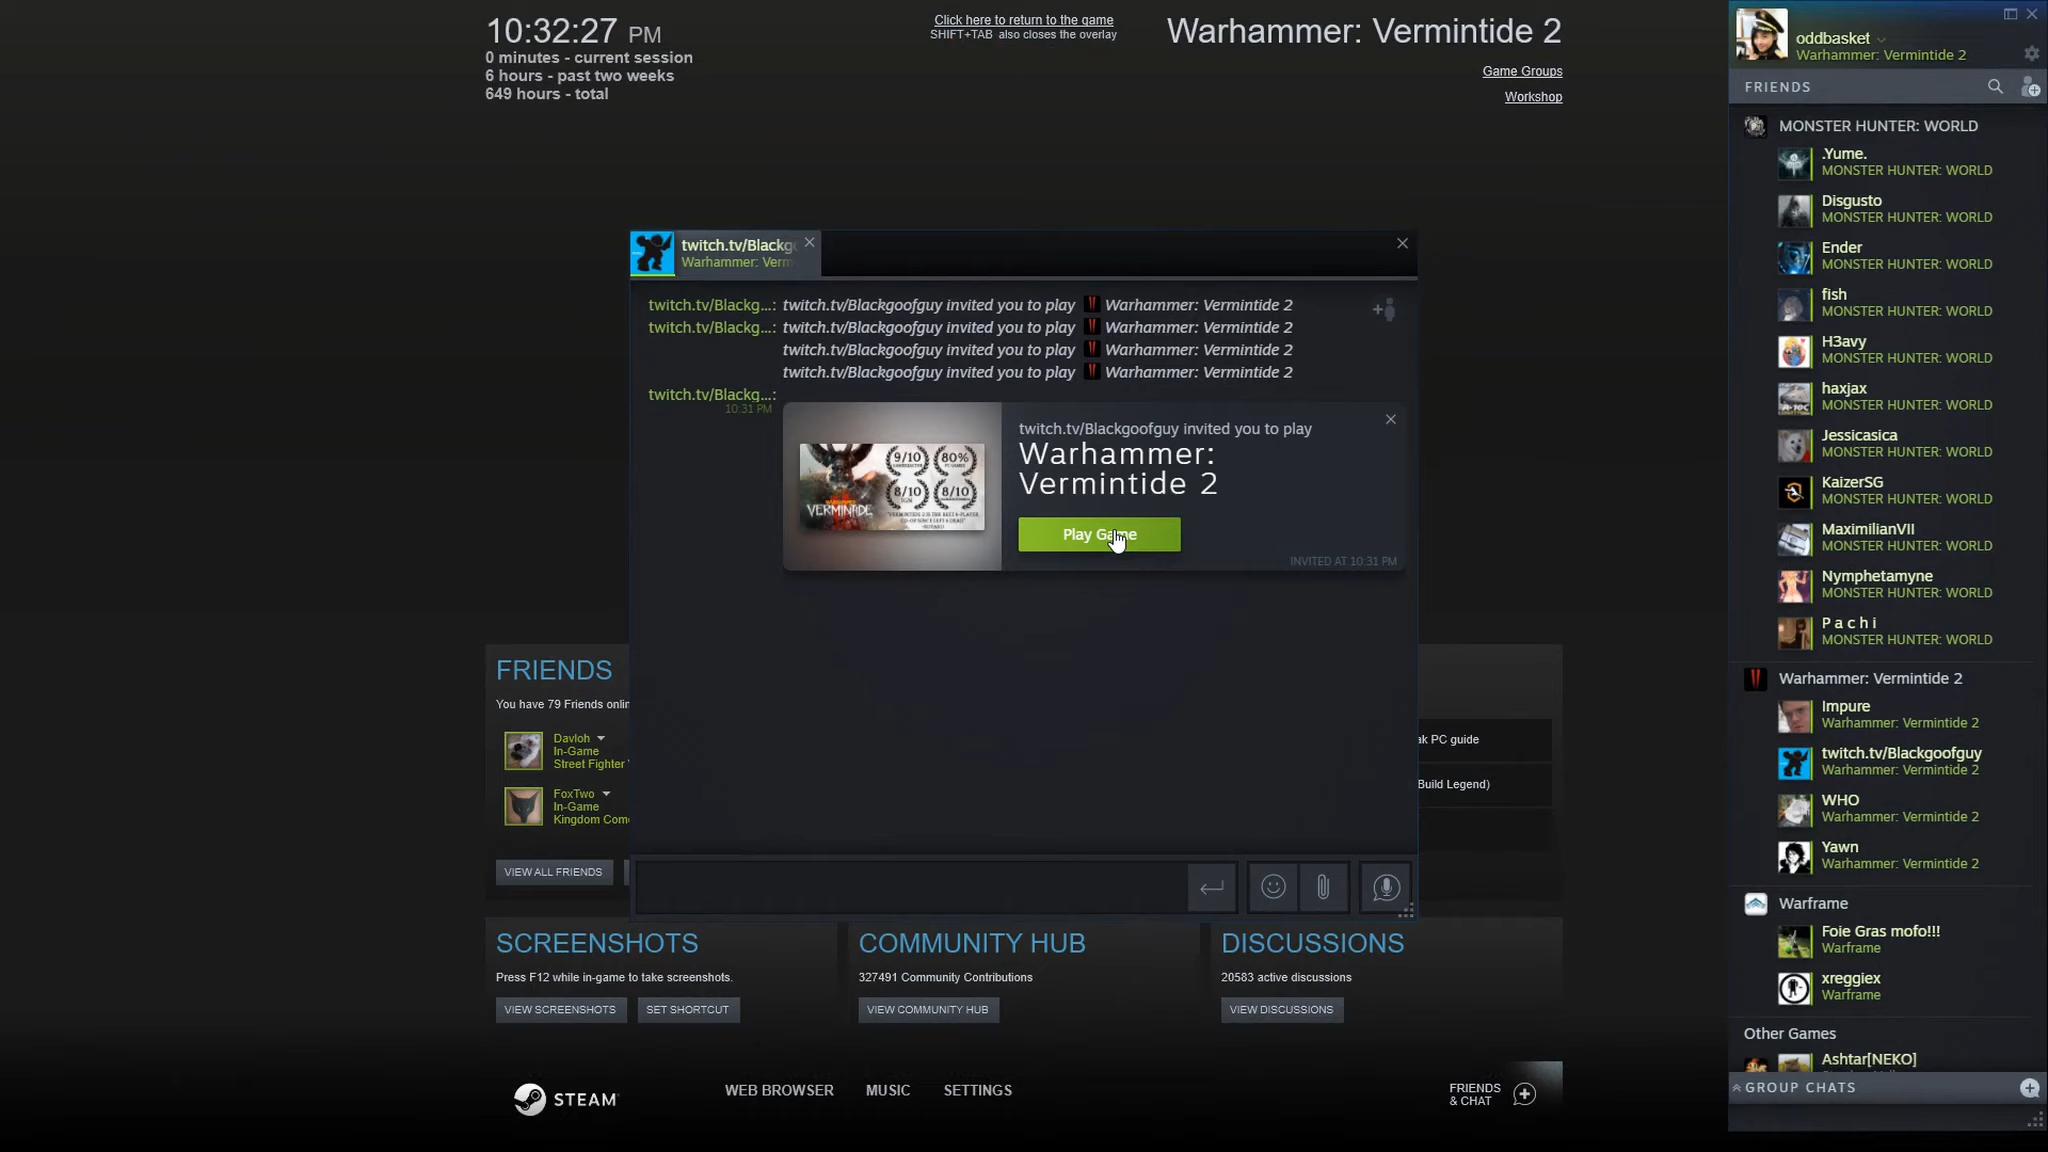 10:32:27 PM
0 minutes - current session
6 hours - past two weeks
649 hours - total
Click here to return to the game
SHIFT+TAB also closes the overlay
Warhammer: Vermintide 2
Game Groups
Workshop
twitch.tv/Blackg
Warhammer: Verm
twitch.tv/Blackg...: twitch.tv/Blackgoofguy invited you to play Warhammer: Vermintide 2
twitch.tv/Blackg...: twitch.tv/Blackgoofguy invited you to play Warhammer: Vermintide 2
twitch.tv/Blackgoofguy invited you to play Warhammer: Vermintide 2
twitch.tv/Blackgoofguy invited you to play Warhammer: Vermintide 2
twitch.tv/Blackg...:
10:31 PM
9/10
80%
8/10
IGN
8/10
WARHAMMER
VERMINTIDE
twitch.tv/Blackgoofguy invited you to play
Warhammer:
Vermintide 2
Play Game
INVITED AT 10:31 PM
FRIENDS
You have 79 Friends onlin
Davloh
In-Game
Street Fighter
FoxTwo
In-Game
Kingdom Come
VIEW ALL FRIENDS
ak PC guide
Build Legend)
SCREENSHOTS
Press F12 while in-game to take screenshots.
VIEW SCREENSHOTS
SET SHORTCUT
COMMUNITY HUB
327491 Community Contributions
VIEW COMMUNITY HUB
DISCUSSIONS
20583 active discussions
VIEW DISCUSSIONS
STEAM
WEB BROWSER
MUSIC
SETTINGS
FRIENDS
& CHAT
oddbasket
Warhammer: Vermintide 2
FRIENDS
MONSTER HUNTER: WORLD
.Yume.
MONSTER HUNTER: WORLD
Disgusto
MONSTER HUNTER: WORLD
Ender
MONSTER HUNTER: WORLD
fish
MONSTER HUNTER: WORLD
H3avy
MONSTER HUNTER: WORLD
haxjax
MONSTER HUNTER: WORLD
Jessicasica
MONSTER HUNTER: WORLD
KaizerSG
MONSTER HUNTER: WORLD
MaximilianVII
MONSTER HUNTER: WORLD
Nymphetamyne
MONSTER HUNTER: WORLD
P a c h i
MONSTER HUNTER: WORLD
Warhammer: Vermintide 2
Impure
Warhammer: Vermintide 2
twitch.tv/Blackgoofguy
Warhammer: Vermintide 2
WHO
Warhammer: Vermintide 2
Yawn
Warhammer: Vermintide 2
Warframe
Foie Gras mofo!!!
Warframe
xreggiex
Warframe
Other Games
Ashtar[NEKO]
GROUP CHATS